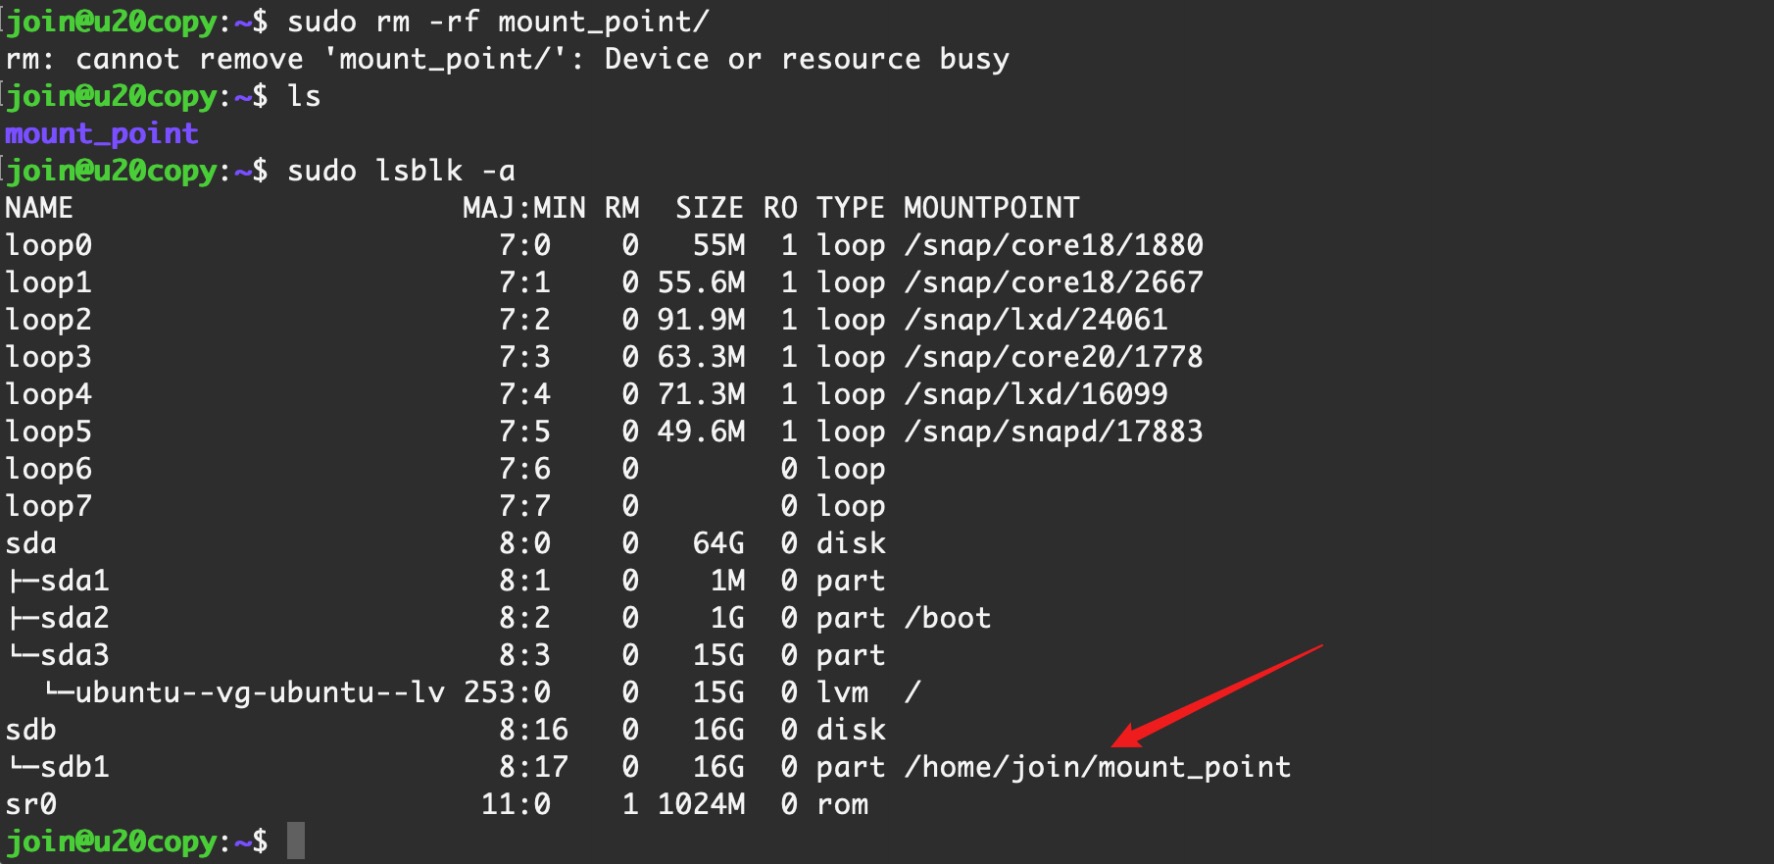 join@u20copy:~$ sudo rm -rf mount_point/
rm: cannot remove 'mount_point/': Device or resource busy
join@u20copy:~$ ls
mount_point
join@u20copy:~$ sudo lsblk -a
NAME                      MAJ:MIN RM  SIZE RO TYPE MOUNTPOINT
loop0                       7:0    0   55M  1 loop /snap/core18/1880
loop1                       7:1    0 55.6M  1 loop /snap/core18/2667
loop2                       7:2    0 91.9M  1 loop /snap/lxd/24061
loop3                       7:3    0 63.3M  1 loop /snap/core20/1778
loop4                       7:4    0 71.3M  1 loop /snap/lxd/16099
loop5                       7:5    0 49.6M  1 loop /snap/snapd/17883
loop6                       7:6    0        0 loop
loop7                       7:7    0        0 loop
sda                         8:0    0   64G  0 disk
├─sda1                      8:1    0    1M  0 part
├─sda2                      8:2    0    1G  0 part /boot
└─sda3                      8:3    0   15G  0 part
  └─ubuntu--vg-ubuntu--lv 253:0    0   15G  0 lvm  /
sdb                         8:16   0   16G  0 disk
└─sdb1                      8:17   0   16G  0 part /home/join/mount_point
sr0                        11:0    1 1024M  0 rom
join@u20copy:~$